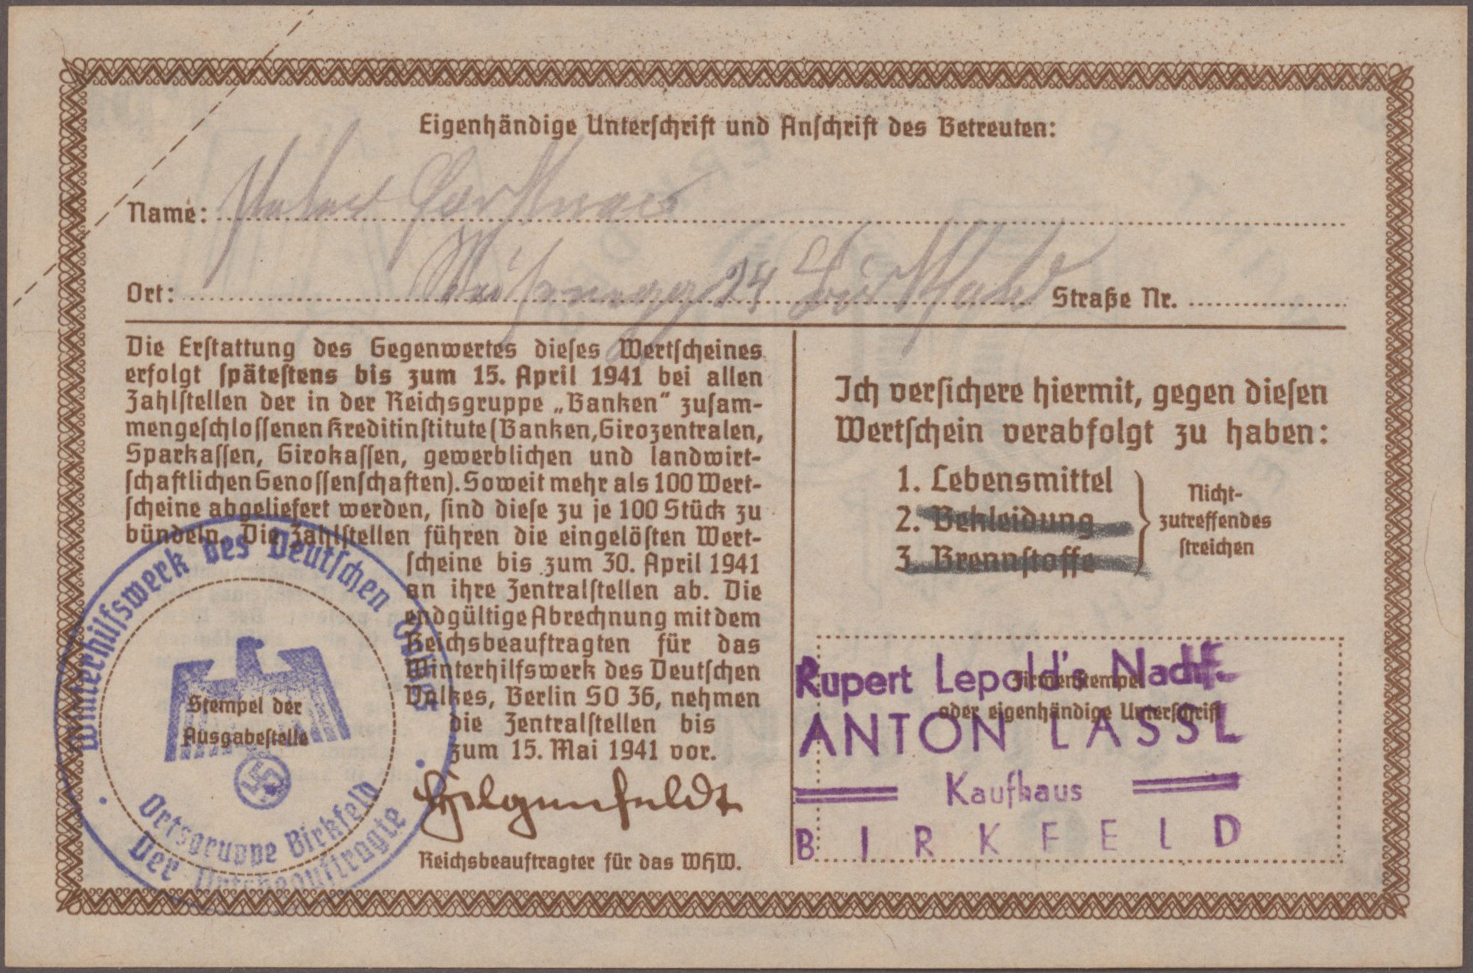 Eigenhändige Unterschrift und Anschrift des Betreuten:
Name:
Ort: 24 Straße Nr.
Die Erstattung des Gegenwertes dieses Wertscheines
erfolgt spätestens bis zum 15. April 1941 bei allen
Zahlstellen der in der Reichsgruppe „Banken“ zusam-
mengeschlossenen Kreditinstitute (Banken, Girozentralen,
Sparkassen, Girokassen, gewerblichen und landwirt-
schaftlichen Genossenschaften). Soweit mehr als 100 Wert-
scheine abgeliefert werden, sind diese zu je 100 Stück zu
bündeln. Die Zahlstellen führen die eingelösten Wert-
scheine bis zum 30. April 1941
an ihre Zentralstellen ab. Die
endgültige Abrechnung mit dem
Reichsbeauftragten für das
Winterhilfswerk des Deutschen
Volkes, Berlin SO 36, nehmen
die Zentralstellen bis
zum 15. Mai 1941 vor.
Hilgenfeldt
Reichsbeauftragter für das WHW.
Winterhilfswerk des Deutschen Volkes
Stempel der
Ausgabestelle
Ortsgruppe Birkfeld
Der Ortsbeauftragte
Ich versichere hiermit, gegen diesen
Wertschein verabfolgt zu haben:
1. Lebensmittel
2. Bekleidung
3. Brennstoffe
Nicht-
zutreffendes
streichen
Firmenstempel
oder eigenhändige Unterschrift
Rupert Lepold's Nachf.
ANTON LASSL
Kaufhaus
BIRKFELD